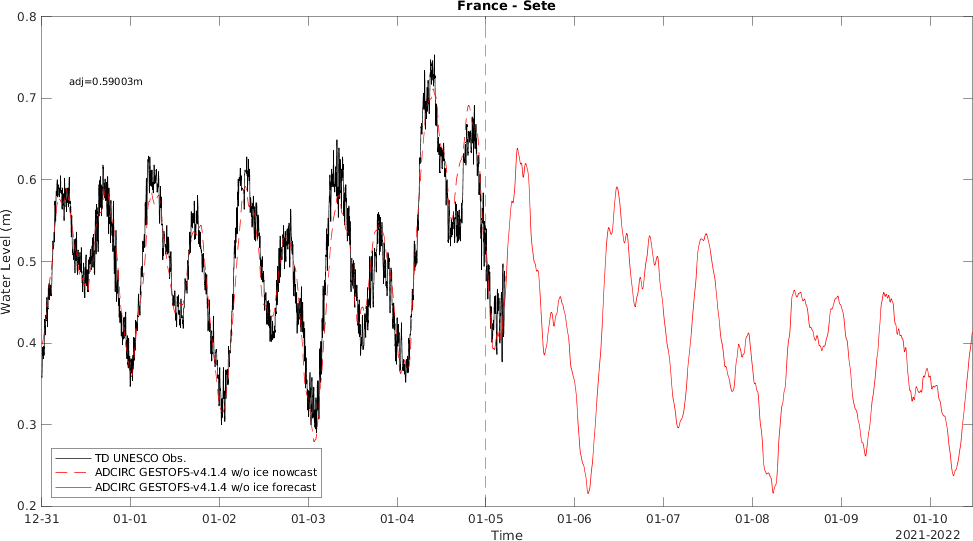 France - Sete
0.8
adj=0.59003m
0.7
0.6
0.5
Water Level (m)
0.4
0.3
TD UNESCO Obs.
ADCIRC GESTOFS-v4.1.4 w/o ice nowcast
ADCIRC GESTOFS-v4.1.4 w/o ice forecast
0.2
12-31 01-01 01-02 01-03 01-04 01-05 01-06 01-07 01-08 01-09 01-10
Time
2021-2022